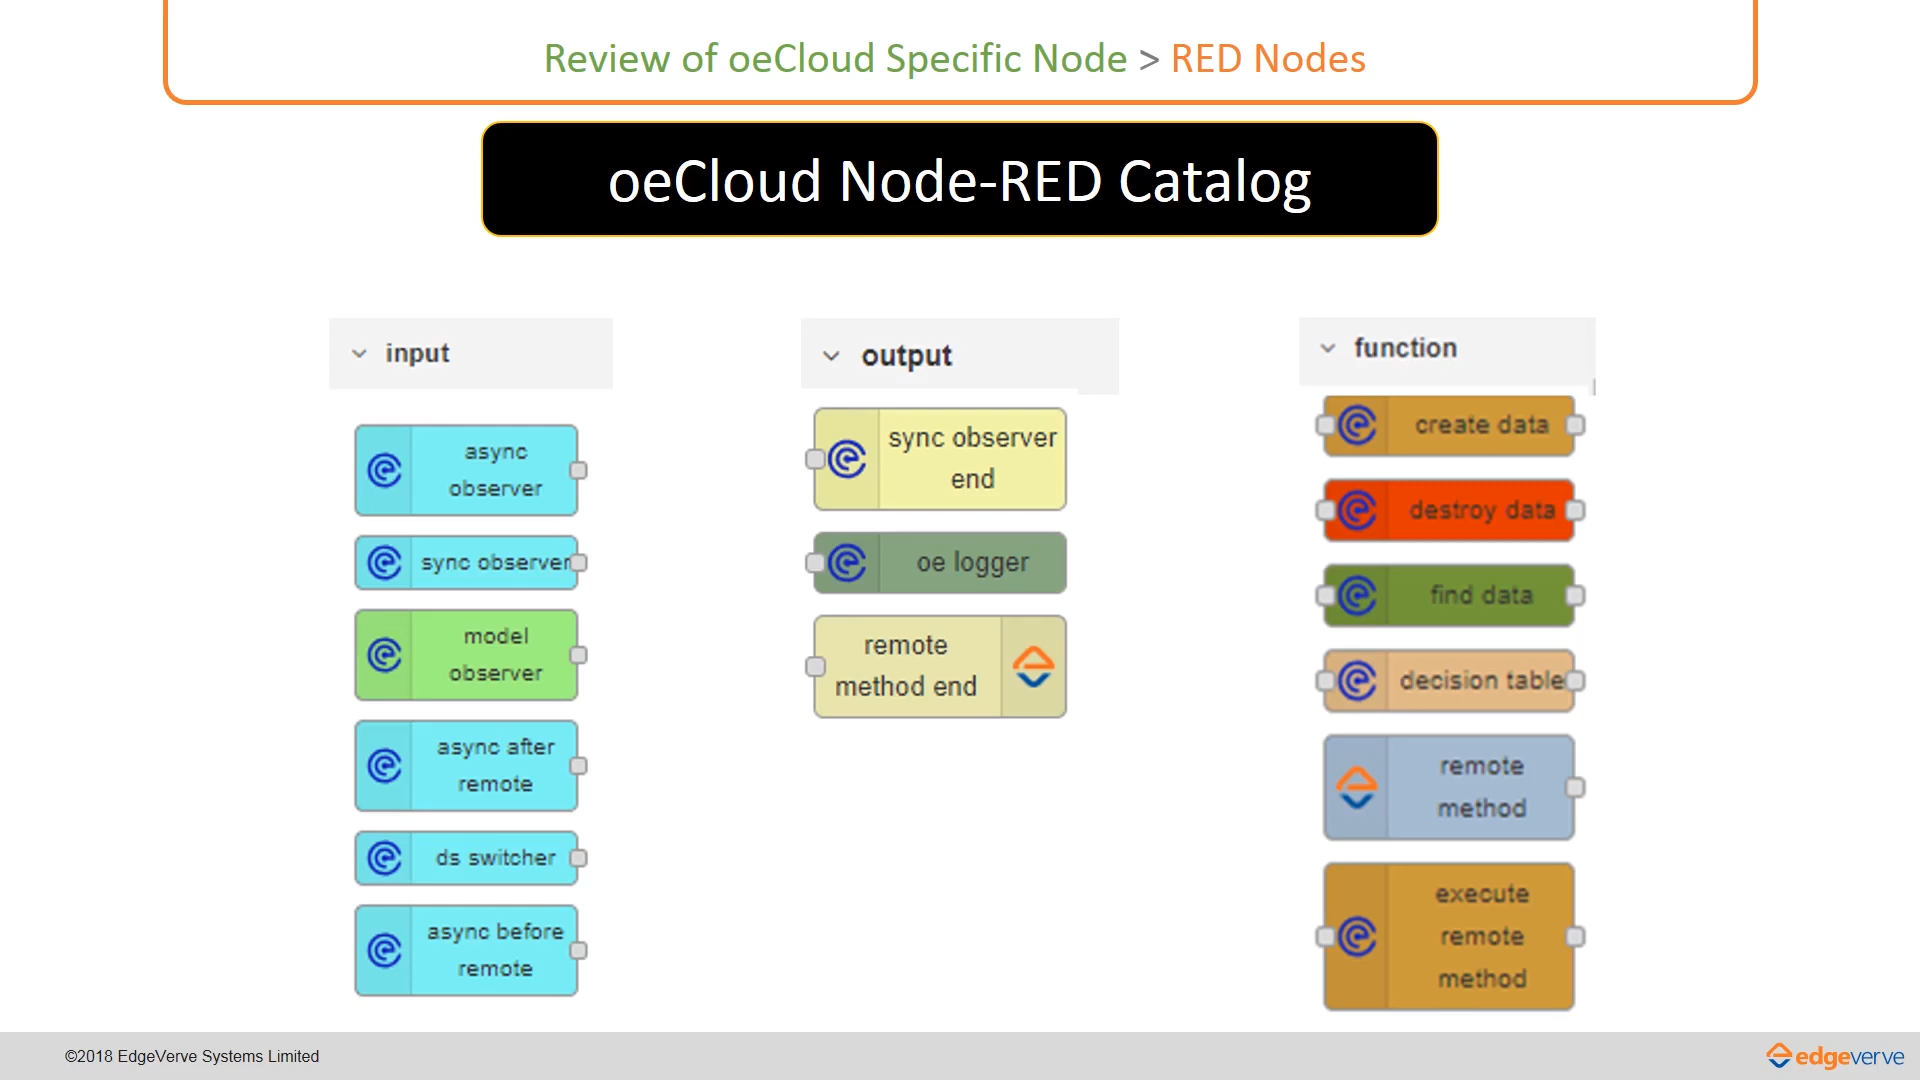 Review of oeCloud Specific Node > RED Nodes
oeCloud Node-RED Catalog
input
async
observer
sync observer
model
observer
async after
remote
ds switcher
async before
remote
output
sync observer
end
oe logger
remote
method end
function
create data
destroy data
find data
decision table
remote
method
execute
remote
method
©2018 EdgeVerve Systems Limited
edgeverve